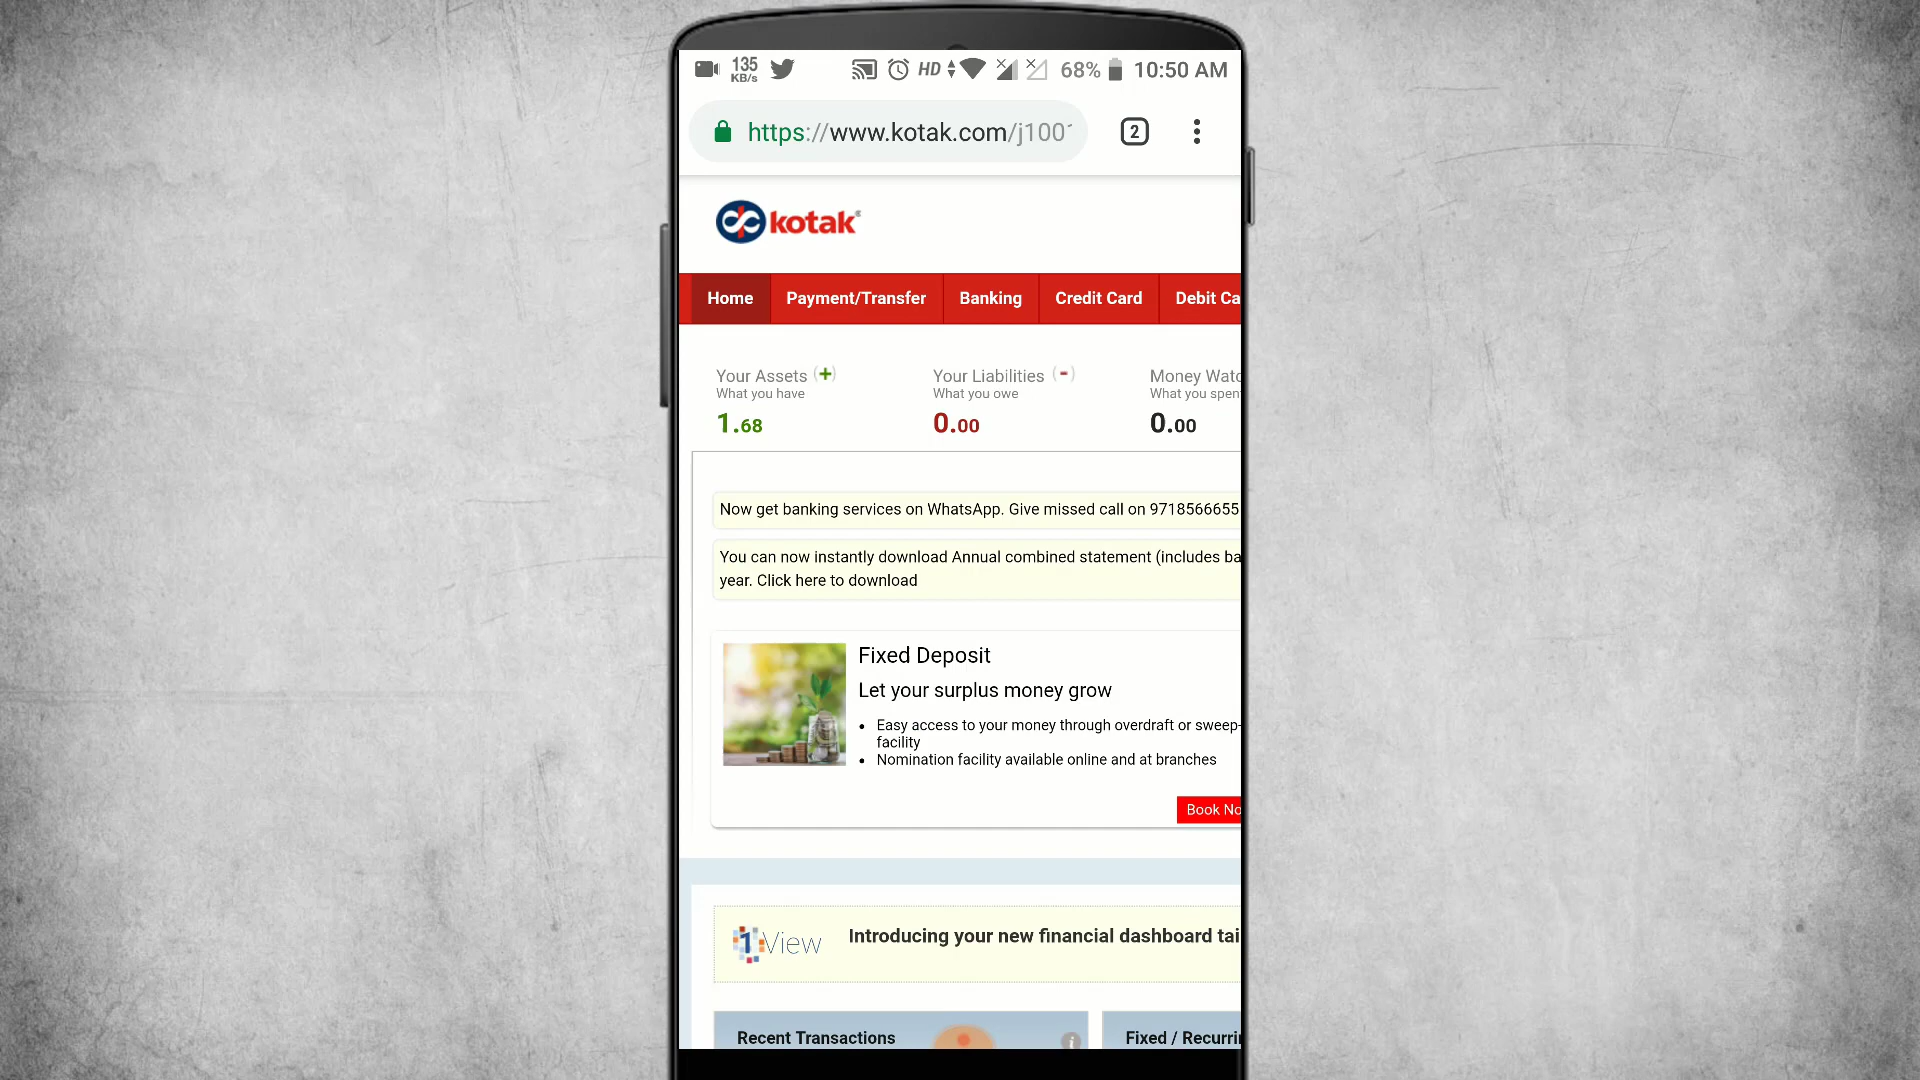 135 KB/s HD 68% 10:50 AM
https://www.kotak.com/j100 2
kotak
Home Payment/Transfer Banking Credit Card Debit Ca
Your Assets (+) Your Liabilities (-) Money Watc
What you have What you owe What you spen
1.68 0.00 0.00
Now get banking services on WhatsApp. Give missed call on 9718566655
You can now instantly download Annual combined statement (includes ba
year. Click here to download
Fixed Deposit
Let your surplus money grow
• Easy access to your money through overdraft or sweep-
facility
• Nomination facility available online and at branches
Book No
1View Introducing your new financial dashboard tai
Recent Transactions i Fixed / Recurri